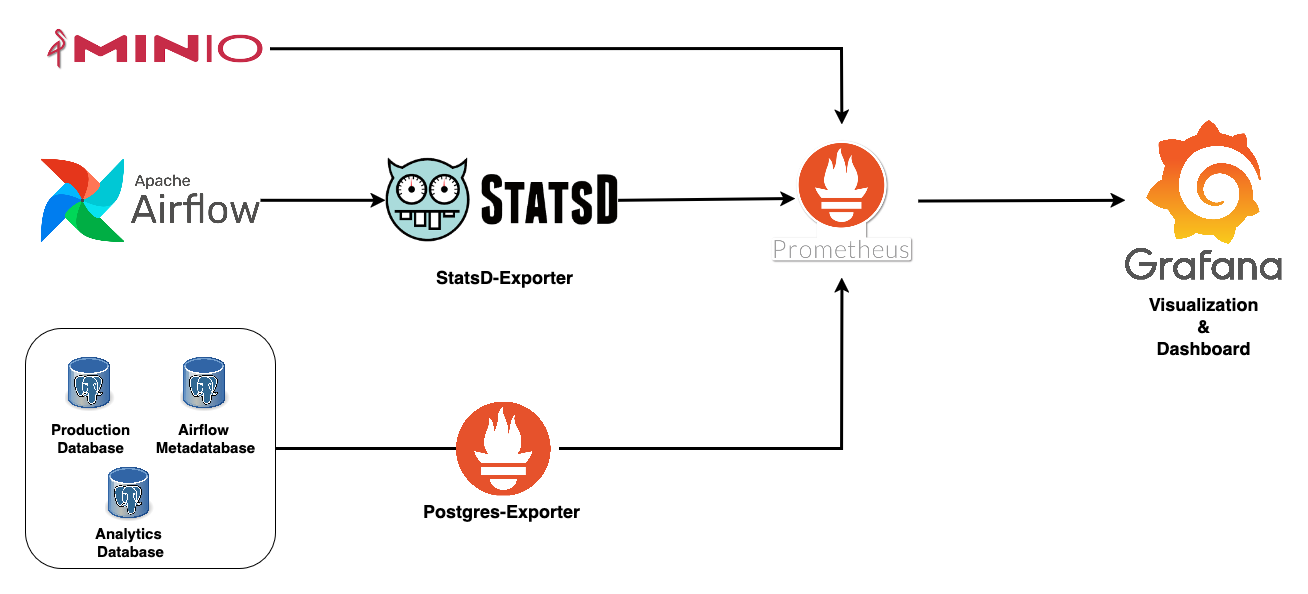 MINIO
Apache
Airflow
STATSD
StatsD-Exporter
Prometheus
Grafana
Visualization
&
Dashboard
Production
Database
Airflow
Metadatabase
Analytics
Database
Postgres-Exporter